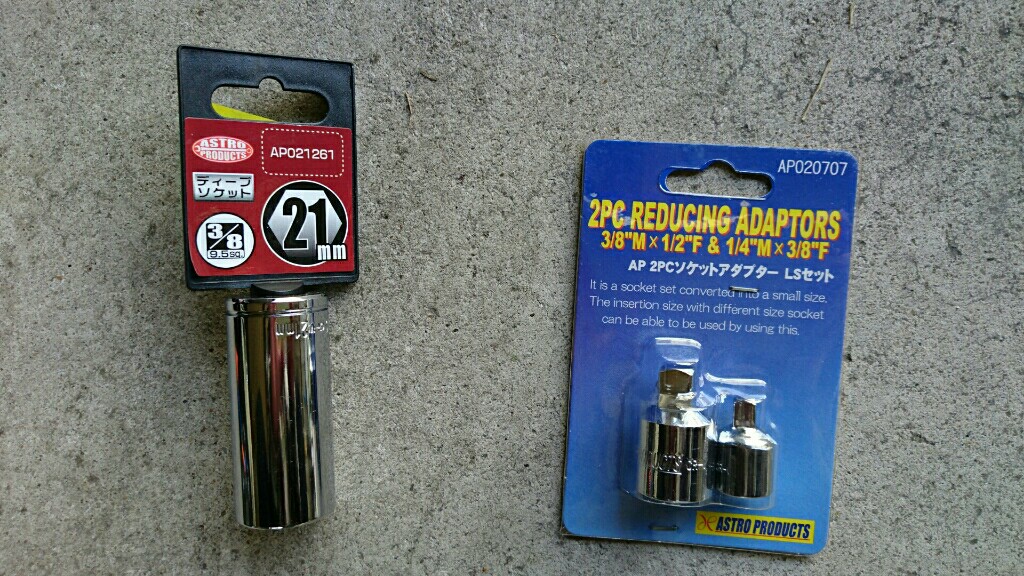 ASTRO
PRODUCTS
AP021261
ディープ
ソケット
3/8
9.5sq.
21
mm
AP020707
2PC REDUCING ADAPTORS
3/8"M×1/2"F & 1/4"M×3/8"F
AP 2PCソケットアダプター LSセット
It is a socket set converted into a small size.
The insertion size with different size socket
can be able to be used by using this.
ASTRO PRODUCTS